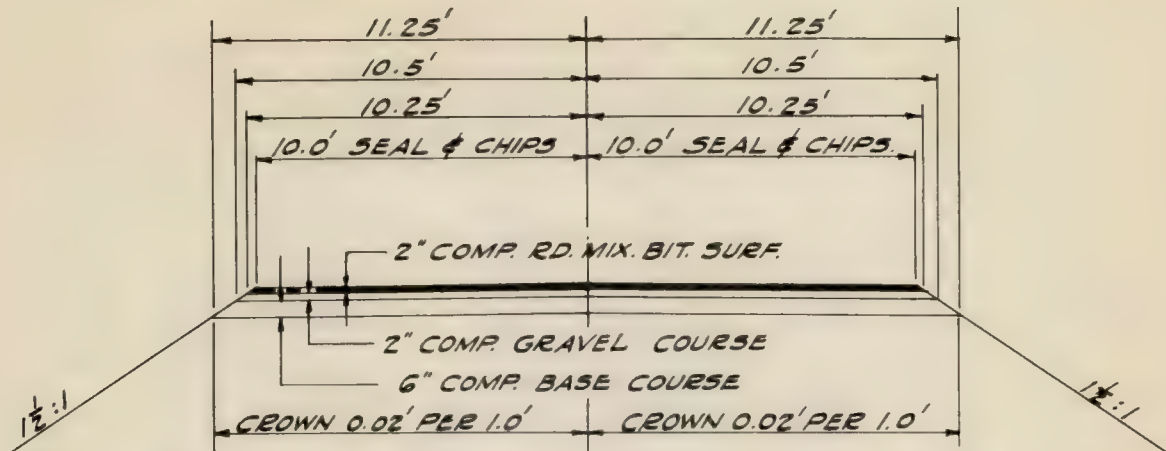 11.25' 11.25'
10.5' 10.5'
10.25' 10.25'
10.0' SEAL & CHIPS 10.0' SEAL & CHIPS.
2" COMP. RD. MIX. BIT. SURF.
2" COMP. GRAVEL COURSE
6" COMP. BASE COURSE
1½:1 1½:1
CROWN 0.02' PER 1.0' CROWN 0.02' PER 1.0'